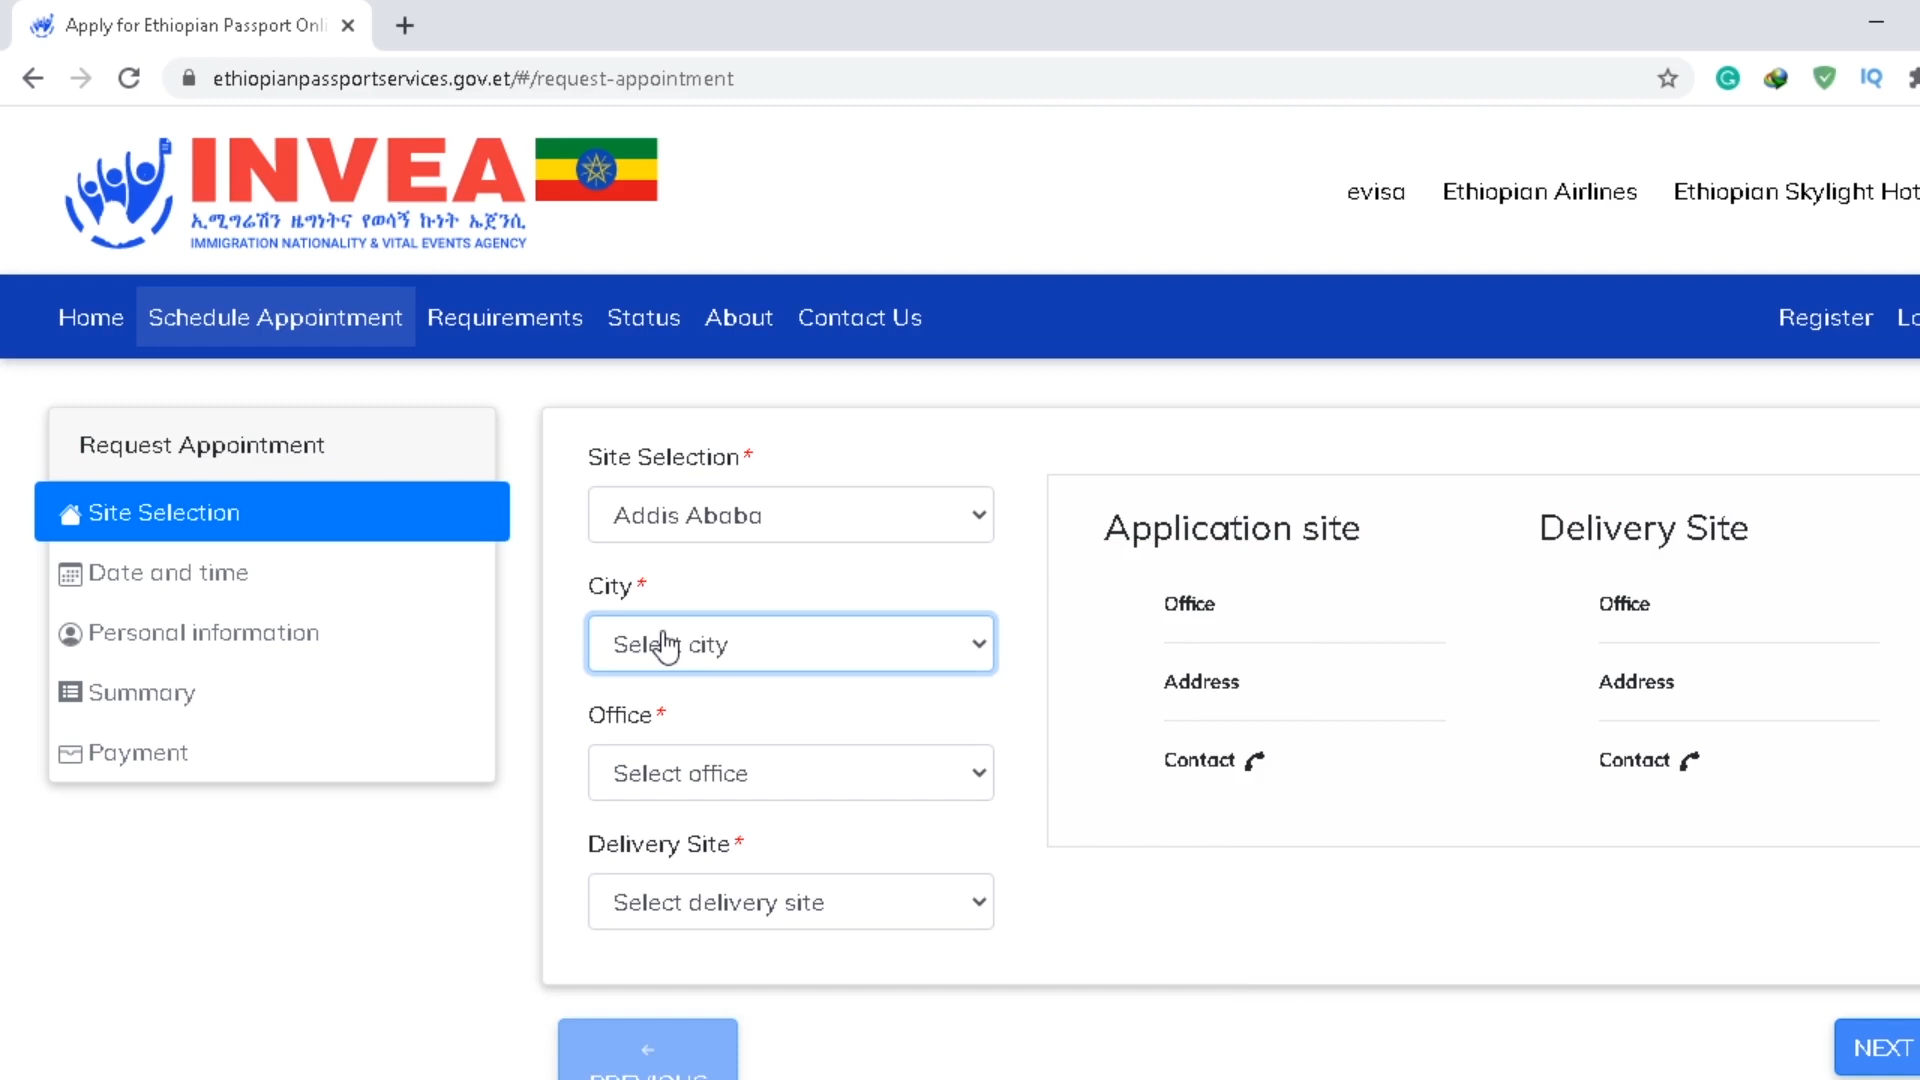 Apply for Ethiopian Passport Onli
ethiopianpassportservices.gov.et/#/request-appointment
IQ
INVEA
ኢሚግሬሽን ዜግነትና የወሳኝ ኩነት ኤጀንሲ
IMMIGRATION NATIONALITY & VITAL EVENTS AGENCY
evisa Ethiopian Airlines Ethiopian Skylight Hot
Home Schedule Appointment Requirements Status About Contact Us Register Lo
Request Appointment
Site Selection
Date and time
Personal information
Summary
Payment
Site Selection*
Addis Ababa
City*
Select city
Office*
Select office
Delivery Site*
Select delivery site
Application site
Office
Address
Contact
Delivery Site
Office
Address
Contact
PREVIOUS
NEXT